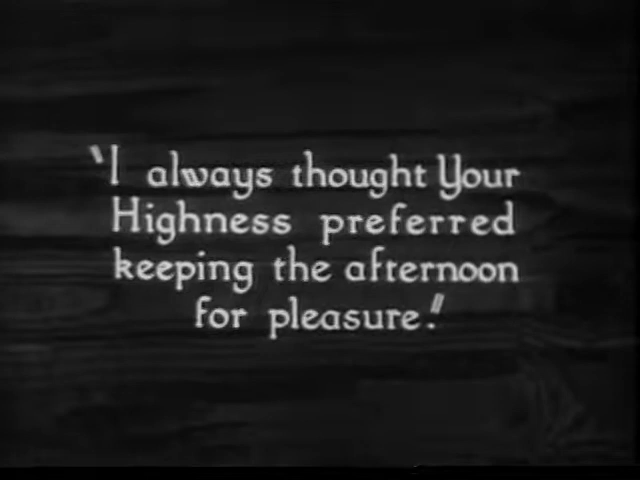 "I always thought Your
Highness preferred
keeping the afternoon
for pleasure."